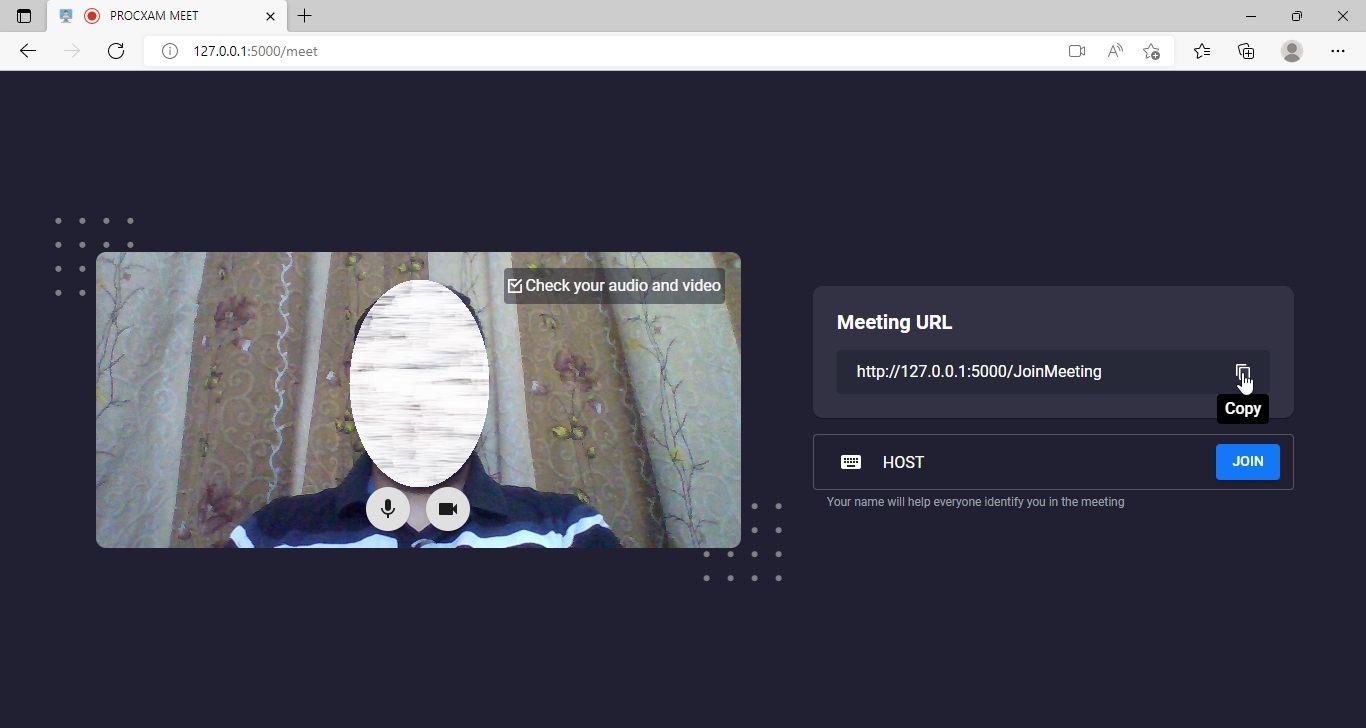 PROCXAM MEET
127.0.0.1:5000/meet
Check your audio and video
Meeting URL
http://127.0.0.1:5000/JoinMeeting
Copy
HOST
JOIN
Your name will help everyone identify you in the meeting